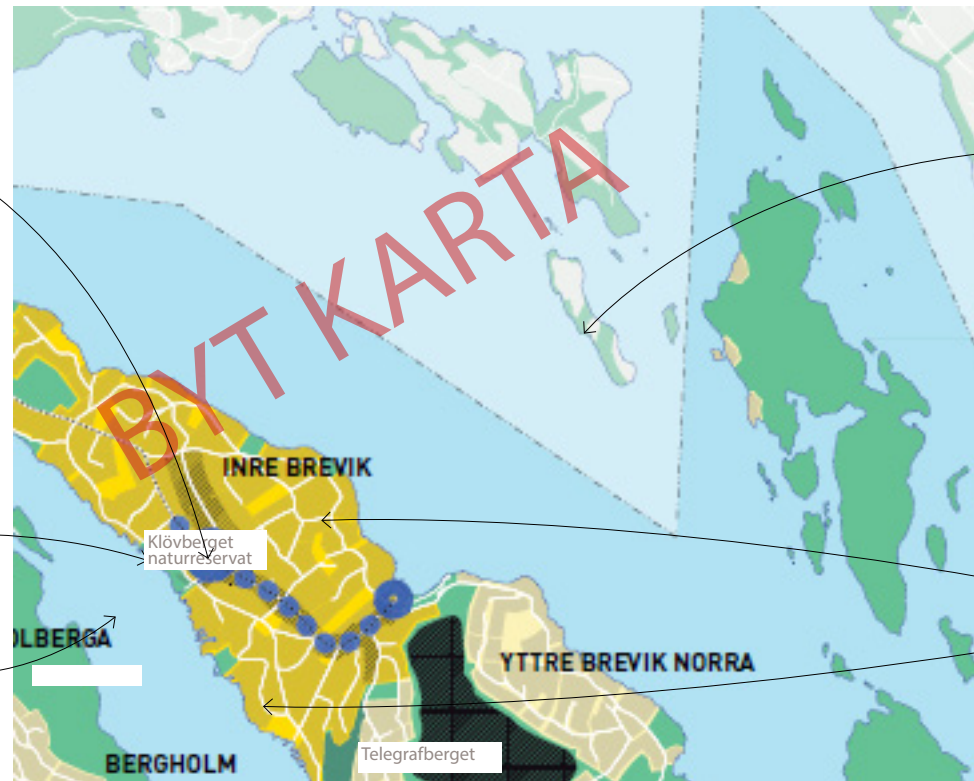 BYT KARTA
INRE BREVIK
Klövberget
naturreservat
OLBERGA
YTTRE BREVIK NORRA
Telegrafberget
BERGHOLM